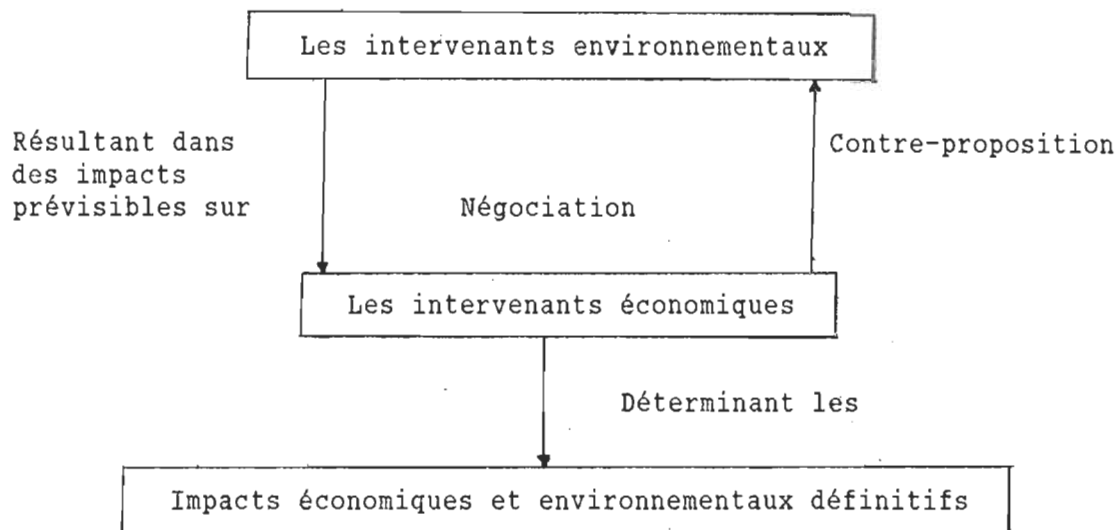 Les intervenants environnementaux
Résultant dans
des impacts
prévisibles sur
Contre-proposition
Négociation
Les intervenants économiques
Déterminant les
Impacts économiques et environnementaux définitifs